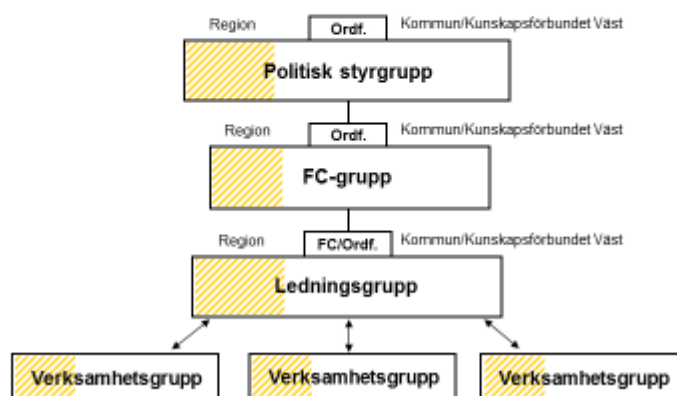 Region
Ordf.
Kommun/Kunskapsförbundet Väst
Politisk styrgrupp
Region
Ordf.
Kommun/Kunskapsförbundet Väst
FC-grupp
Region
FC/Ordf.
Kommun/Kunskapsförbundet Väst
Ledningsgrupp
Verksamhetsgrupp
Verksamhetsgrupp
Verksamhetsgrupp